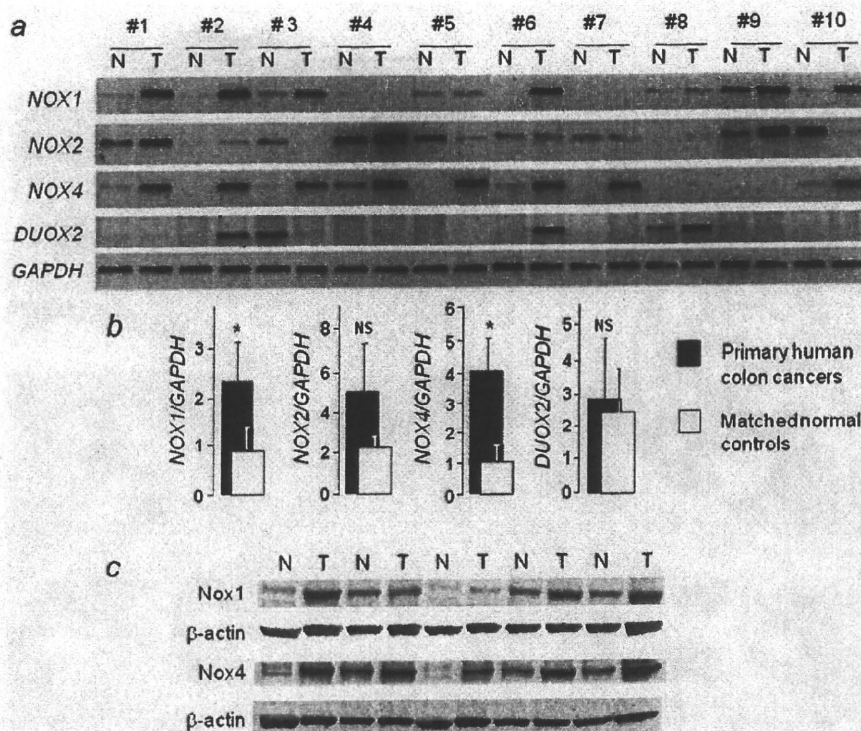 a
#1 #2 #3 #4 #5 #6 #7 #8 #9 #10
N T N T N T N T N T N T N T N T N T N T
NOX1
NOX2
NOX4
DUOX2
GAPDH
b
NOX1/GAPDH
3
2
1
0
*
NOX2/GAPDH
8
6
4
2
0
NS
NOX4/GAPDH
6
5
4
3
2
1
0
*
DUOX2/GAPDH
5
4
3
2
1
0
NS
Primary human
colon cancers
Matched normal
controls
c
N T N T N T N T N T
Nox1
β-actin
Nox4
β-actin